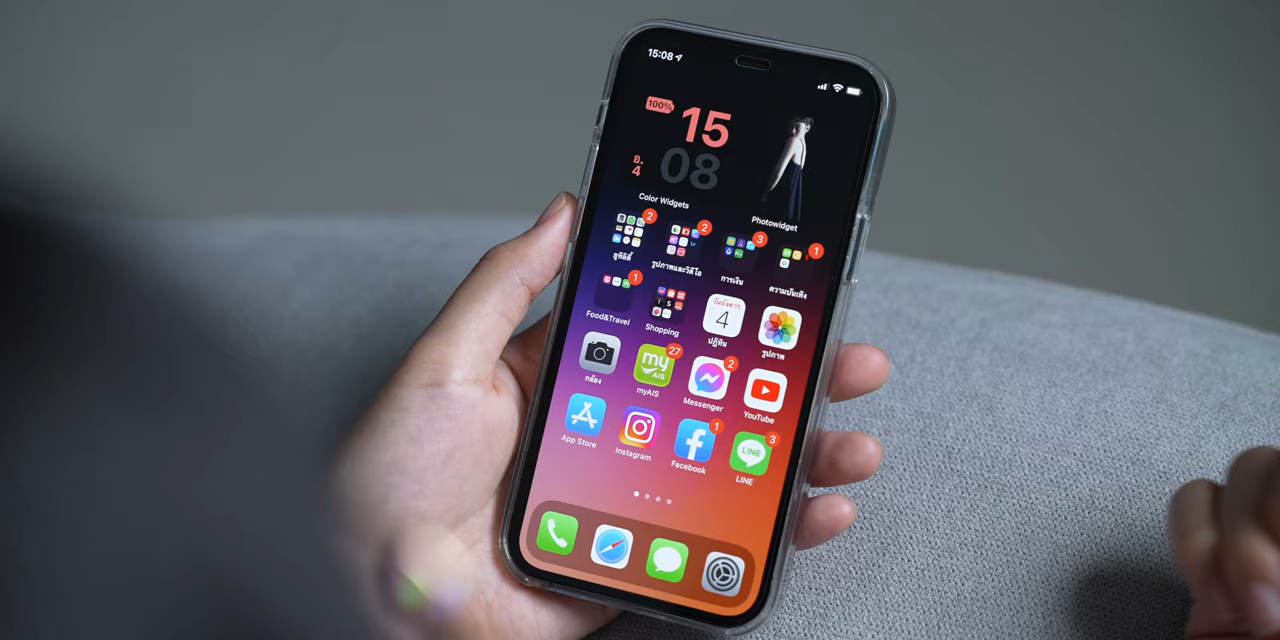 15:08
100%
15
08
อ.
4
Color Widgets
Photowidget
2
2
3
1
ยูทิลิตี้
รูปภาพและวิดีโอ
การเงิน
ความบันเทิง
1
Food&Travel
Shopping
วันอังคาร
4
ปฏิทิน
รูปภาพ
27
my
AIS
2
กล้อง
myAIS
Messenger
YouTube
1
3
LINE
App Store
Instagram
Facebook
LINE